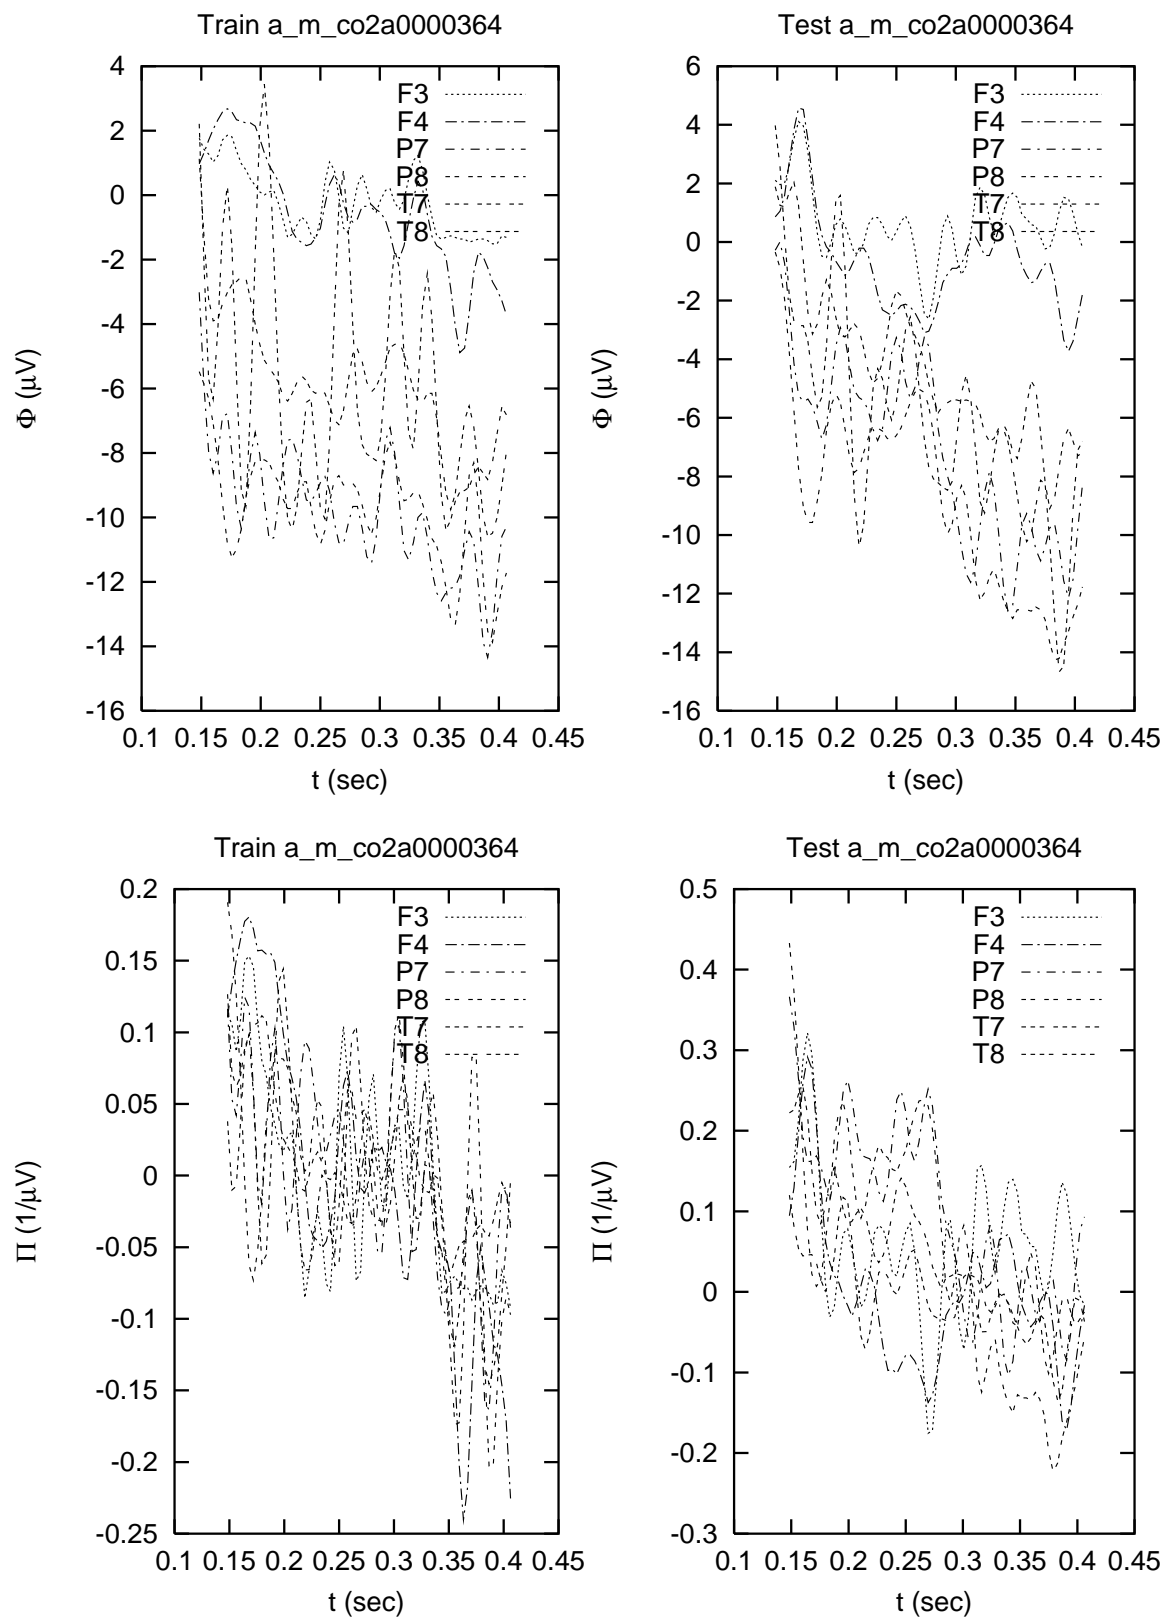 Train a_m_co2a0000364
4
2
0
-2
-4
-6
-8
-10
-12
-14
-16
0.1 0.15 0.2 0.25 0.3 0.35 0.4 0.45
Φ (μV)
t (sec)
F3
F4
P7
P8
T7
T8
Test a_m_co2a0000364
6
4
2
0
-2
-4
-6
-8
-10
-12
-14
-16
0.1 0.15 0.2 0.25 0.3 0.35 0.4 0.45
Φ (μV)
t (sec)
F3
F4
P7
P8
T7
T8
Train a_m_co2a0000364
0.2
0.15
0.1
0.05
0
-0.05
-0.1
-0.15
-0.2
-0.25
0.1 0.15 0.2 0.25 0.3 0.35 0.4 0.45
Π (1/μV)
t (sec)
F3
F4
P7
P8
T7
T8
Test a_m_co2a0000364
0.5
0.4
0.3
0.2
0.1
0
-0.1
-0.2
-0.3
0.1 0.15 0.2 0.25 0.3 0.35 0.4 0.45
Π (1/μV)
t (sec)
F3
F4
P7
P8
T7
T8